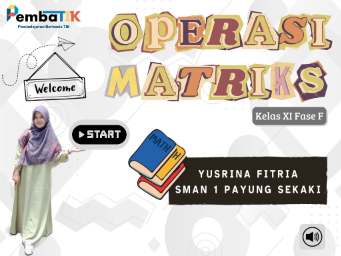 PembaTIK
Pembelajaran Berbasis TIK
OPERASI
MATRIKS
Welcome
Kelas XI Fase F
START
MATH
YUSRINA FITRIA
SMAN 1 PAYUNG SEKAKI